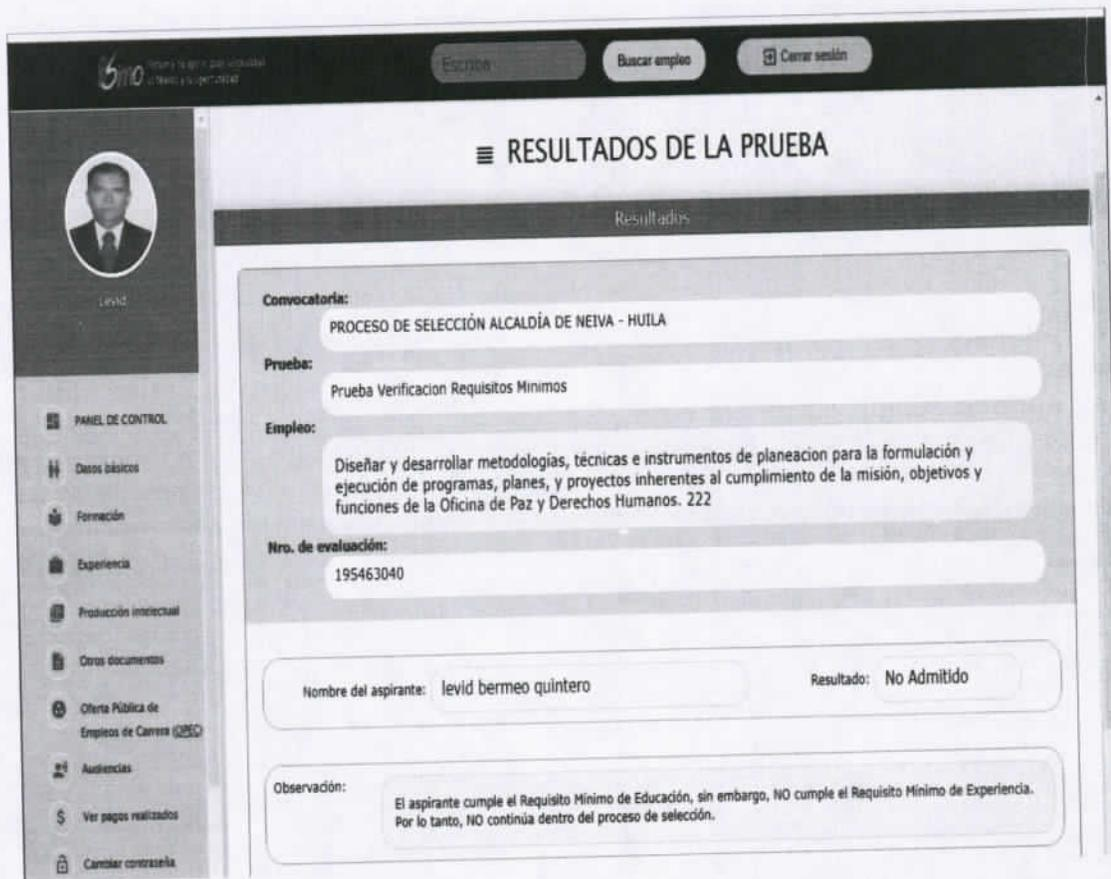 Simo
Escriba
Buscar empleo
Cerrar sesión
RESULTADOS DE LA PRUEBA
Resultados
Levid
Convocatoria:
PROCESO DE SELECCIÓN ALCALDÍA DE NEIVA - HUILA
Prueba:
Prueba Verificacion Requisitos Minimos
Empleo:
Diseñar y desarrollar metodologías, técnicas e instrumentos de planeacion para la formulación y
ejecución de programas, planes, y proyectos inherentes al cumplimiento de la misión, objetivos y
funciones de la Oficina de Paz y Derechos Humanos. 222
Nro. de evaluación:
195463040
Nombre del aspirante: levid bermeo quintero
Resultado: No Admitido
Observación:
El aspirante cumple el Requisito Mínimo de Educación, sin embargo, NO cumple el Requisito Mínimo de Experiencia.
Por lo tanto, NO continúa dentro del proceso de selección.
PANEL DE CONTROL
Datos básicos
Formación
Experiencia
Producción intelectual
Otros documentos
Oferta Pública de
Empleos de Carrera (OPEC)
Audiencias
Ver pagos realizados
Cambiar contraseña